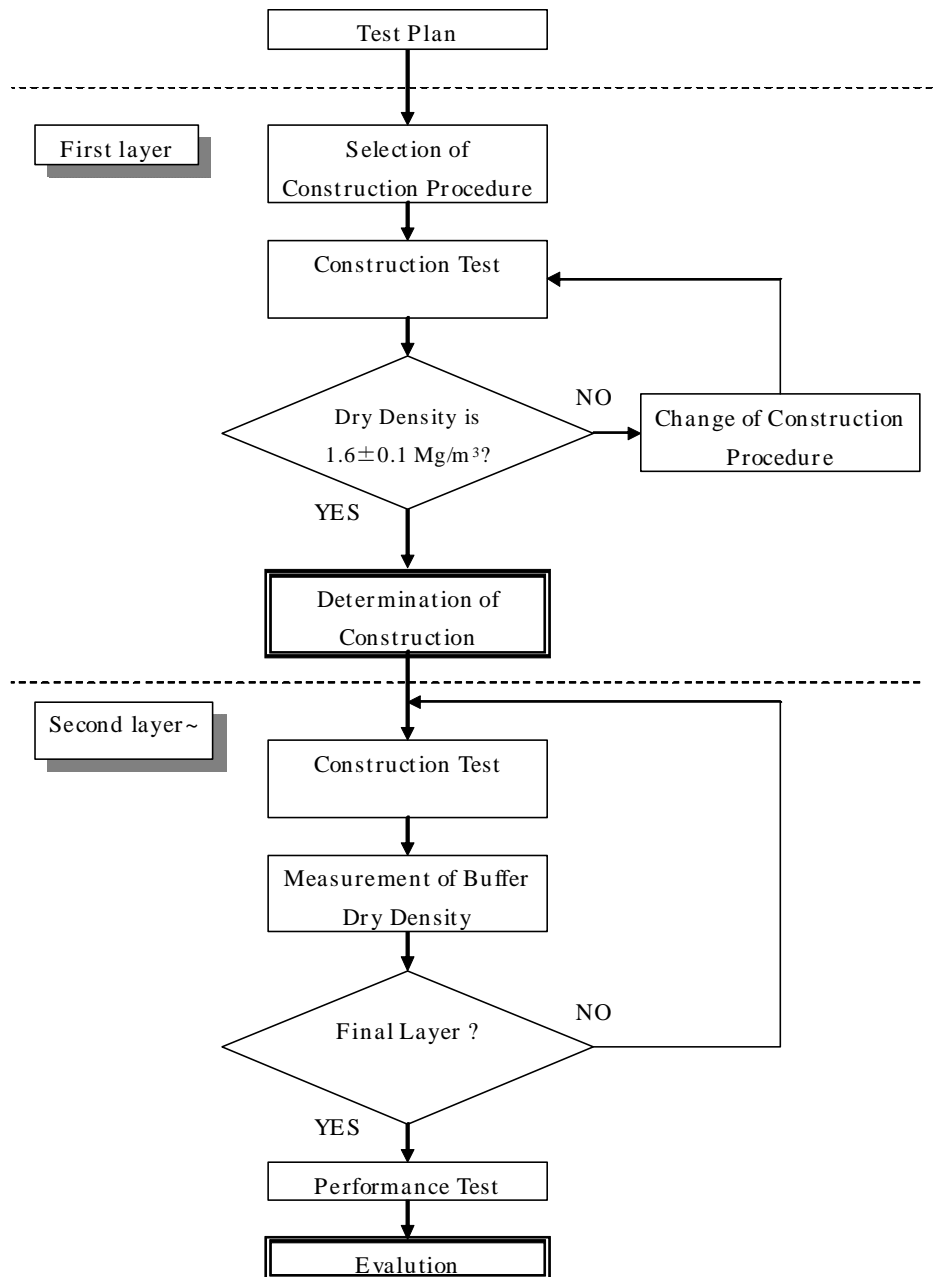 Test Plan
First layer
Selection of
Construction Procedure
Construction Test
Dry Density is
1.6±0.1 Mg/m³?
NO
Change of Construction
Procedure
YES
Determination of
Construction
Second layer~
Construction Test
Measurement of Buffer
Dry Density
Final Layer ?
NO
YES
Performance Test
Evalution